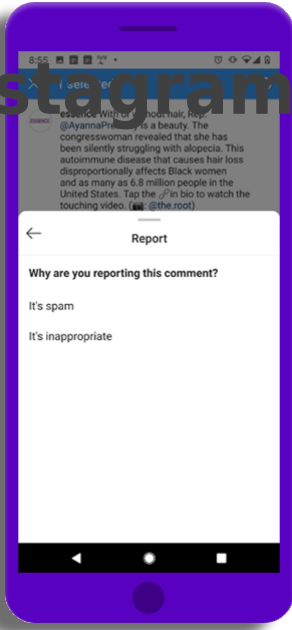 8:55
stagram
essence With or without hair, Rep.
ESSENCE
is a beauty. The
congresswoman revealed that she has
been silently struggling with alopecia. This
autoimmune disease that causes hair loss
disproportionally affects Black women
and as many as 6.8 million people in the
United States. Tap the 🔗in bio to watch the
touching video. (📷: @the.root)
Report
Why are you reporting this comment?
It's spam
It's inappropriate